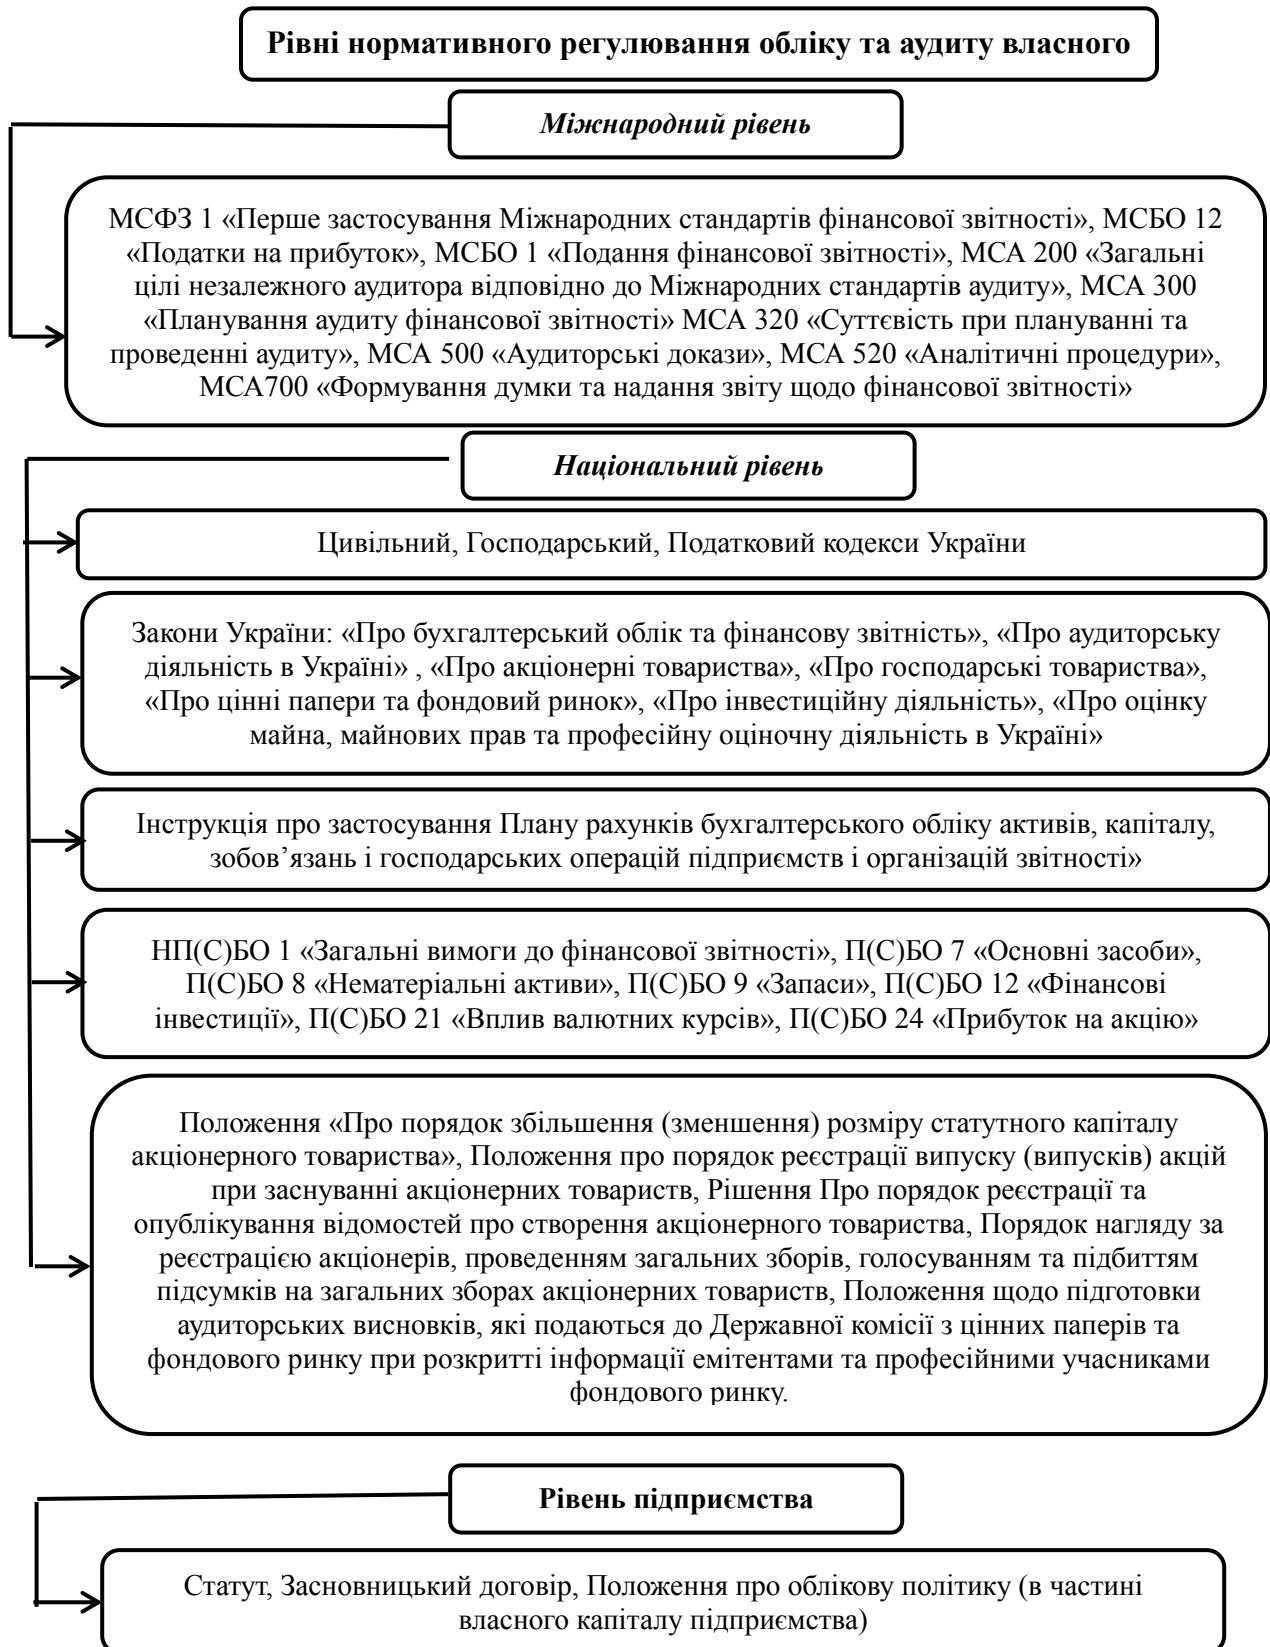 Рівні нормативного регулювання обліку та аудиту власного
Міжнародний рівень
МСФЗ 1 «Перше застосування Міжнародних стандартів фінансової звітності», МСБО 12
«Податки на прибуток», МСБО 1 «Подання фінансової звітності», МСА 200 «Загальні
цілі незалежного аудитора відповідно до Міжнародних стандартів аудиту», МСА 300
«Планування аудиту фінансової звітності» МСА 320 «Суттєвість при плануванні та
проведенні аудиту», МСА 500 «Аудиторські докази», МСА 520 «Аналітичні процедури»,
МСА700 «Формування думки та надання звіту щодо фінансової звітності»
Національний рівень
Цивільний, Господарський, Податковий кодекси України
Закони України: «Про бухгалтерський облік та фінансову звітність», «Про аудиторську
діяльність в Україні» , «Про акціонерні товариства», «Про господарські товариства»,
«Про цінні папери та фондовий ринок», «Про інвестиційну діяльність», «Про оцінку
майна, майнових прав та професійну оціночну діяльність в Україні»
Інструкція про застосування Плану рахунків бухгалтерського обліку активів, капіталу,
зобов’язань і господарських операцій підприємств і організацій звітності»
НП(С)БО 1 «Загальні вимоги до фінансової звітності», П(С)БО 7 «Основні засоби»,
П(С)БО 8 «Нематеріальні активи», П(С)БО 9 «Запаси», П(С)БО 12 «Фінансові
інвестиції», П(С)БО 21 «Вплив валютних курсів», П(С)БО 24 «Прибуток на акцію»
Положення «Про порядок збільшення (зменшення) розміру статутного капіталу
акціонерного товариства», Положення про порядок реєстрації випуску (випусків) акцій
при заснуванні акціонерних товариств, Рішення Про порядок реєстрації та
опублікування відомостей про створення акціонерного товариства, Порядок нагляду за
реєстрацією акціонерів, проведенням загальних зборів, голосуванням та підбиттям
підсумків на загальних зборах акціонерних товариств, Положення щодо підготовки
аудиторських висновків, які подаються до Державної комісії з цінних паперів та
фондового ринку при розкритті інформації емітентами та професійними учасниками
фондового ринку.
Рівень підприємства
Статут, Засновницький договір, Положення про облікову політику (в частині
власного капіталу підприємства)